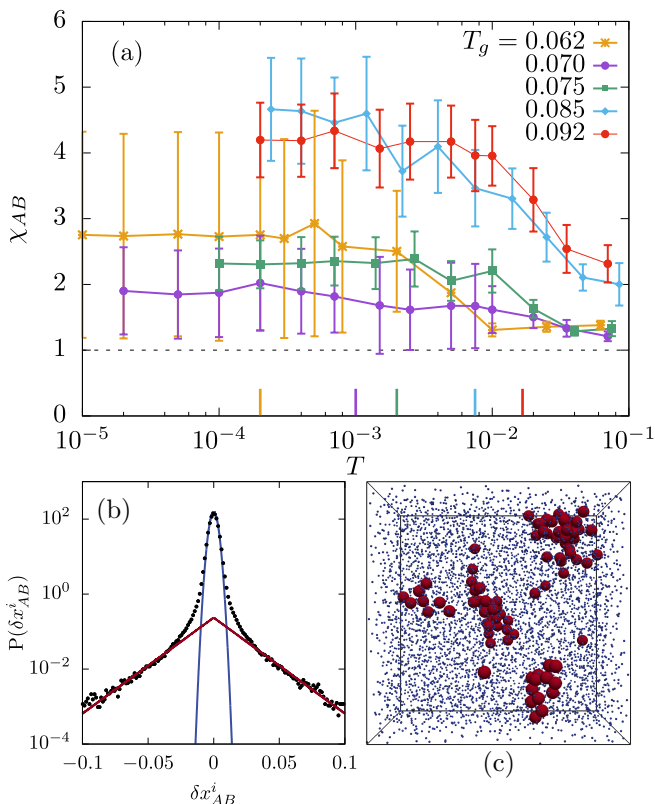 (a)
T_g = 0.062
0.070
0.075
0.085
0.092
6
5
4
3
2
1
0
χ_AB
10^−5 10^−4 10^−3 10^−2 10^−1
T
(b)
10^2
10^0
10^−2
10^−4
P(δx^i_AB)
−0.1 −0.05 0 0.05 0.1
δx^i_AB
(c)